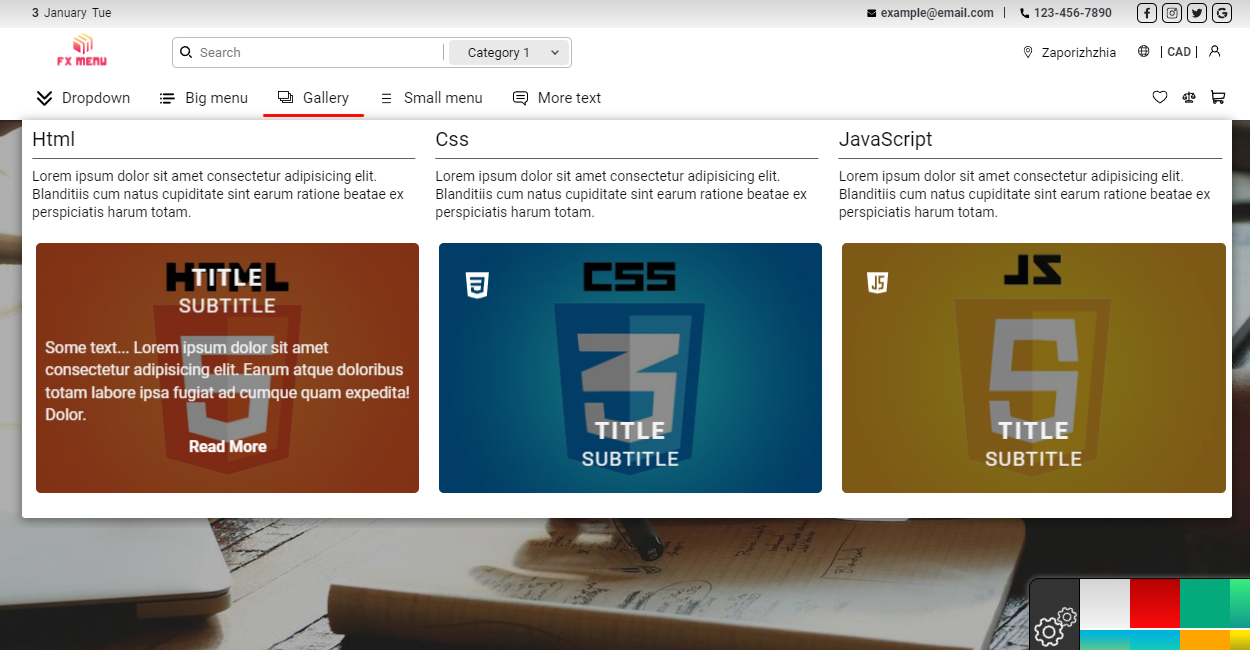 3 January Tue
example@email.com | 123-456-7890
FX MENU
Search
Category 1
Zaporizhzhia
| CAD |
Dropdown
Big menu
Gallery
Small menu
More text
Html
Lorem ipsum dolor sit amet consectetur adipisicing elit.
Blanditiis cum natus cupiditate sint earum ratione beatae ex
perspiciatis harum totam.
Css
Lorem ipsum dolor sit amet consectetur adipisicing elit.
Blanditiis cum natus cupiditate sint earum ratione beatae ex
perspiciatis harum totam.
JavaScript
Lorem ipsum dolor sit amet consectetur adipisicing elit.
Blanditiis cum natus cupiditate sint earum ratione beatae ex
perspiciatis harum totam.
HTML
TITLE
SUBTITLE
Some text... Lorem ipsum dolor sit amet
consectetur adipisicing elit. Earum atque doloribus
totam labore ipsa fugiat ad cumque quam expedita!
Dolor.
Read More
CSS
TITLE
SUBTITLE
JS
JS
TITLE
SUBTITLE